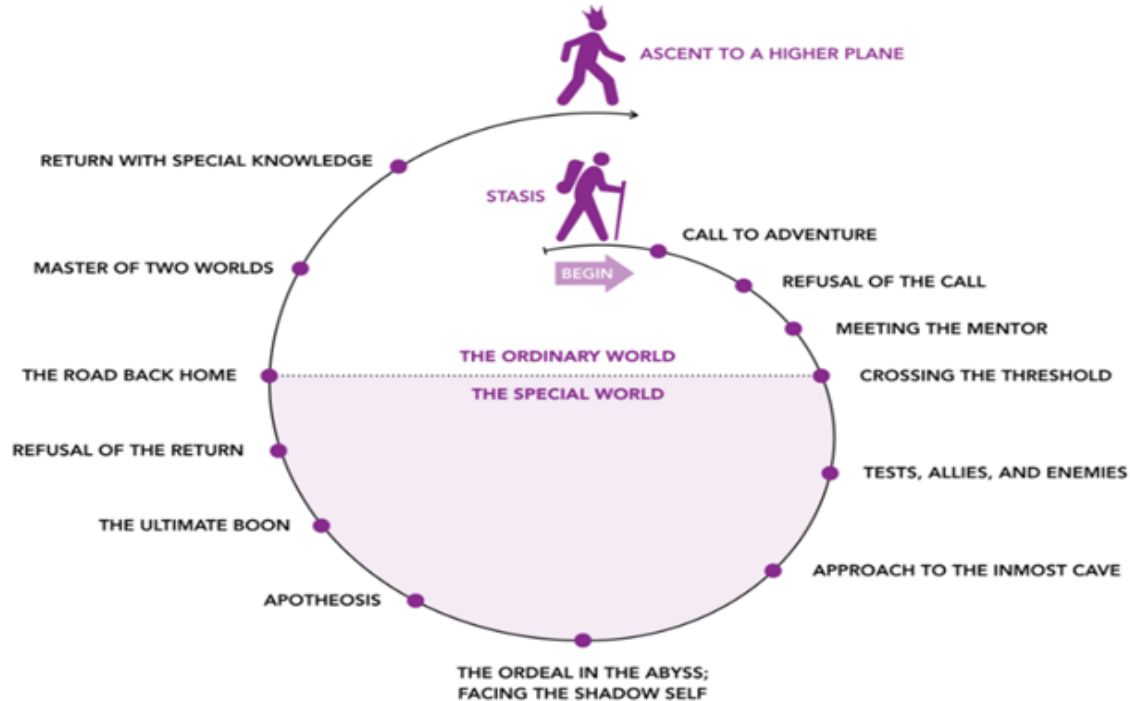 ASCENT TO A HIGHER PLANE
RETURN WITH SPECIAL KNOWLEDGE
STASIS
CALL TO ADVENTURE
MASTER OF TWO WORLDS
BEGIN
REFUSAL OF THE CALL
MEETING THE MENTOR
THE ORDINARY WORLD
THE ROAD BACK HOME
CROSSING THE THRESHOLD
THE SPECIAL WORLD
REFUSAL OF THE RETURN
TESTS, ALLIES, AND ENEMIES
THE ULTIMATE BOON
APPROACH TO THE INMOST CAVE
APOTHEOSIS
THE ORDEAL IN THE ABYSS;
FACING THE SHADOW SELF